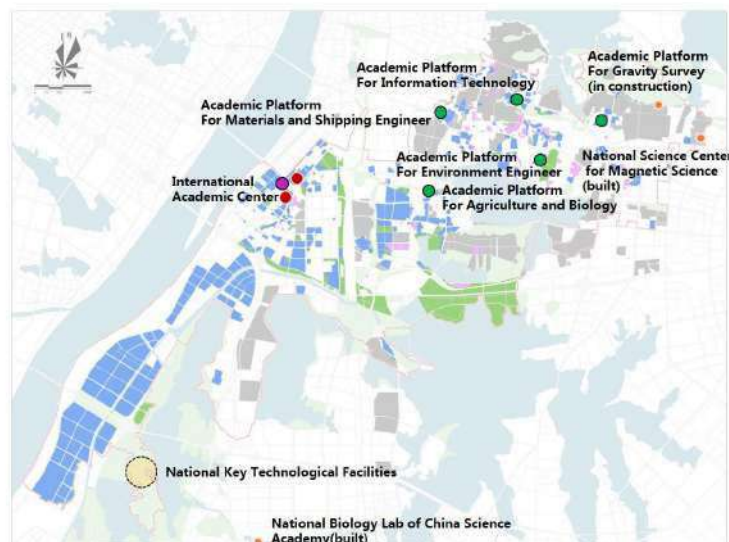 Academic Platform
For Gravity Survey
(in construction)
Academic Platform
For Information Technology
Academic Platform
For Materials and Shipping Engineer
Academic Platform
For Environment Engineer
National Science Center
for Magnetic Science
(built)
International
Academic Center
Academic Platform
For Agriculture and Biology
National Key Technological Facilities
National Biology Lab of China Science
Academy(built)